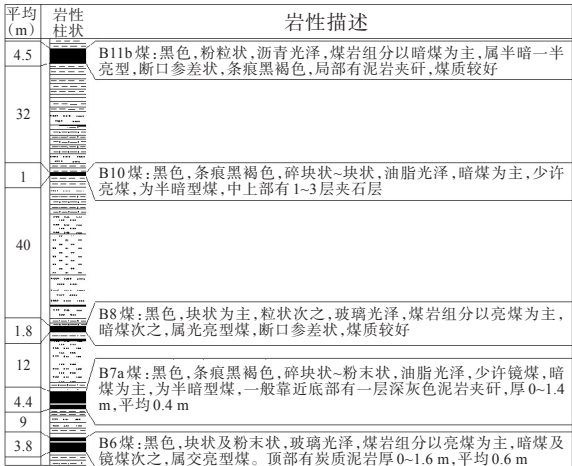 平均
(m)
岩性
柱状
岩性描述
4.5
B11b煤:黑色,粉粒状,沥青光泽,煤岩组分以暗煤为主,属半暗一半
亮型,断口参差状,条痕黑褐色,局部有泥岩夹矸,煤质较好
32
1
B10煤:黑色,条痕黑褐色,碎块状~块状,油脂光泽,暗煤为主,少许
亮煤,为半暗型煤,中上部有1~3层夹石层
40
1.8
B8煤:黑色,块状为主,粒状次之,玻璃光泽,煤岩组分以亮煤为主,
暗煤次之,属光亮型煤,断口参差状,煤质较好
12
4.4
B7a煤:黑色,条痕黑褐色,碎块状~粉末状,油脂光泽,少许镜煤,暗
煤为主,为半暗型煤,一般靠近底部有一层深灰色泥岩夹矸,厚0~1.4
m,平均0.4 m
9
3.8
B6煤:黑色,块状及粉末状,玻璃光泽,煤岩组分以亮煤为主,暗煤及
镜煤次之,属交亮型煤。顶部有炭质泥岩厚0~1.6 m,平均0.6 m